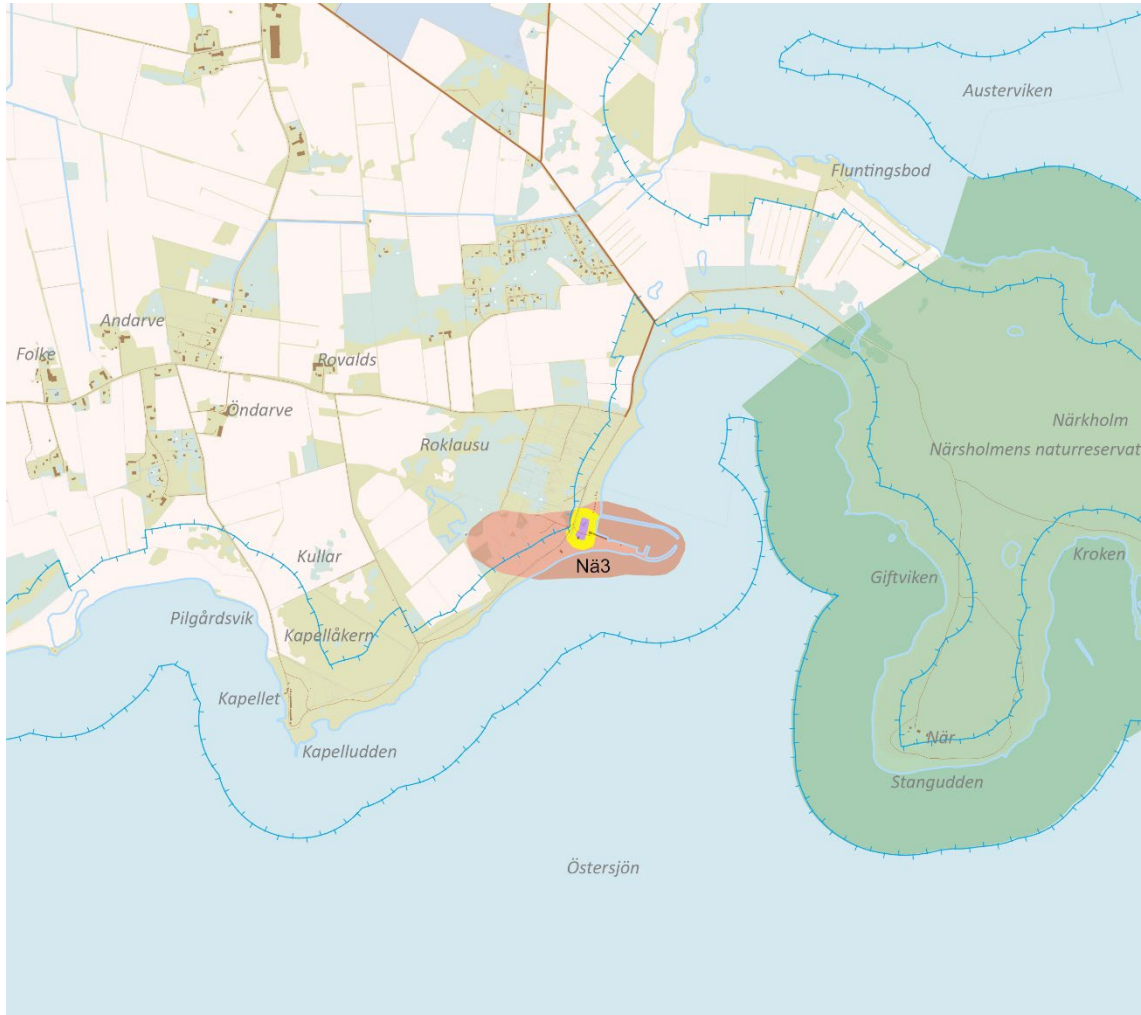 Austerviken
Fluntingsbod
Andarve
Folke
Rovalds
Öndarve
Närkholm
Roklausu
Närsholmens naturreservat
Kullar
Kroken
Nä3
Giftviken
Pilgårdsvik
Kapellåkern
Kapellet
När
Kapelludden
Stangudden
Östersjön